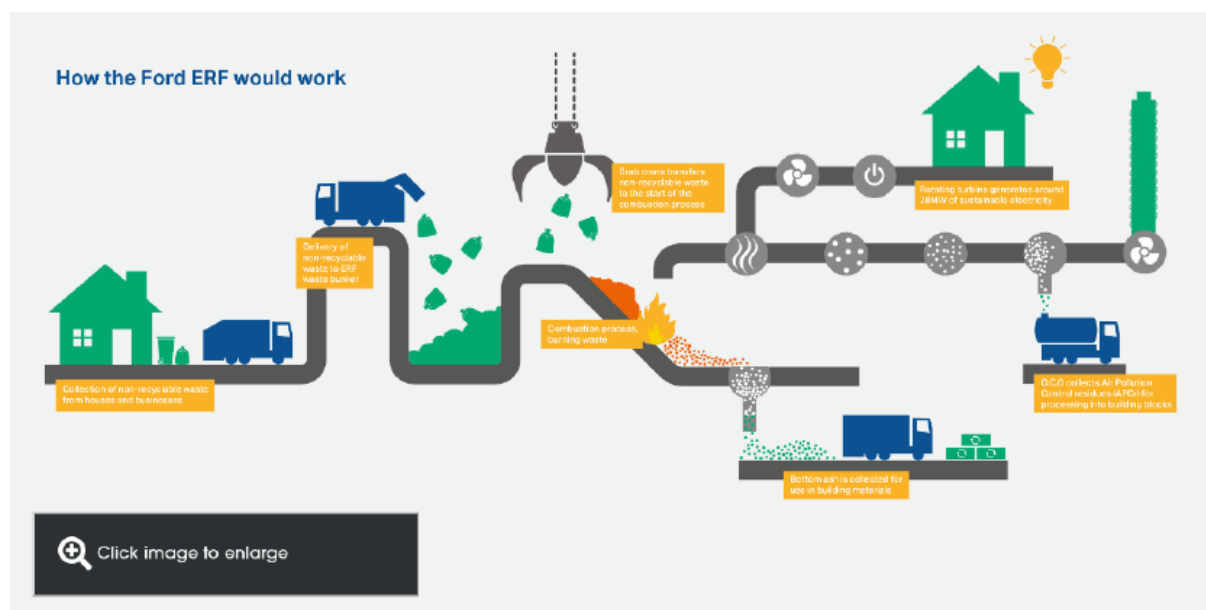 How the Ford ERF would work
Grab crane transfers
non-recyclable waste
to the start of the
combustion process
Rotating turbine generates around
28MW of sustainable electricity
Delivery of
non-recyclable
waste to ERF
waste bunker
Combustion process,
burning waste
Collection of non-recyclable waste
from houses and businesses
O.C.O collects Air Pollution
Control residues (APCr) for
processing into building blocks
Bottom ash is collected for
use in building materials
Click image to enlarge